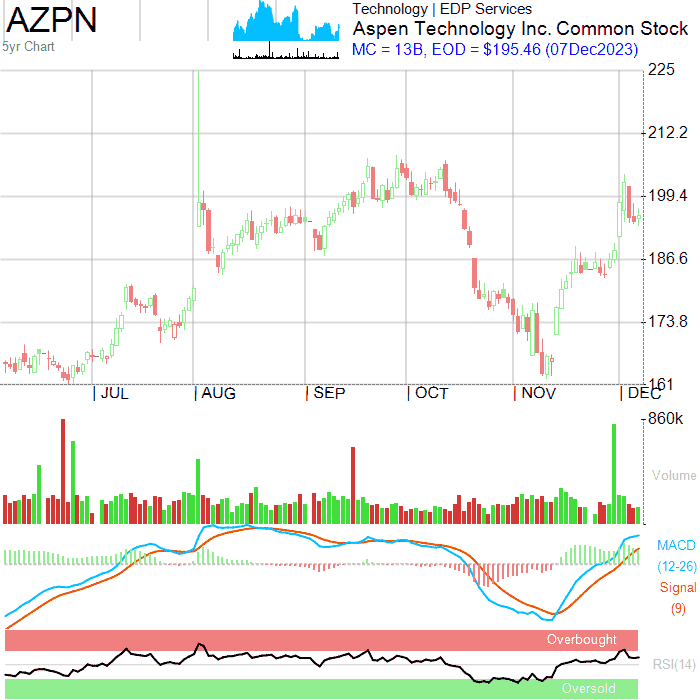 AZPN
5yr Chart
Technology | EDP Services
Aspen Technology Inc. Common Stock
MC = 13B, EOD = $195.46 (07Dec2023)
225
212.2
199.4
186.6
173.8
161
JUL
AUG
SEP
OCT
NOV
DEC
860k
Volume
MACD
(12-26)
Signal
(9)
Overbought
RSI(14)
Oversold